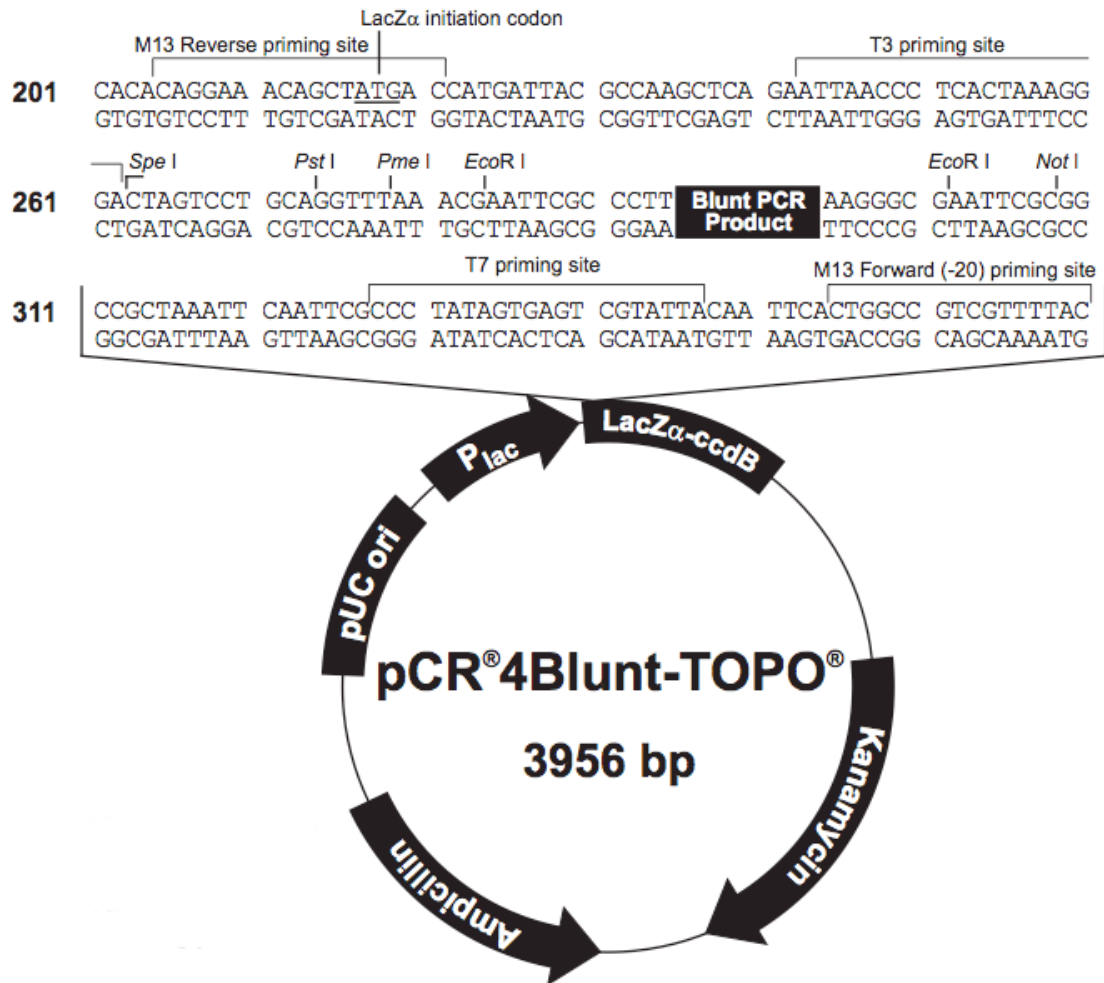 LacZα initiation codon
M13 Reverse priming site T3 priming site
201 CACACAGGAA ACAGCTATGA CCATGATTAC GCCAAGCTCA GAATTAACCC TCACTAAAGG
GTGTGTCCTT TGTCGATACT GGTACTAATG CGGTTCGAGT CTTAATTGGG AGTGATTTCC
Spe I Pst I Pme I EcoR I EcoR I Not I
261 GACTAGTCCT GCAGGTTTAA ACGAATTCGC CCTT Blunt PCR AAGGGC GAATTCGCGG
CTGATCAGGA CGTCCAAATT TGCTTAAGCG GGAA Product TTCCCG CTTAAGCGCC
T7 priming site M13 Forward (-20) priming site
311 CCGCTAAATT CAATTCGCCC TATAGTGAGT CGTATTACAA TTCACTGGCC GTCGTTTTAC
GGCGATTTAA GTTAAGCGGG ATATCACTCA GCATAATGTT AAGTGACCGG CAGCAAAATG
Plac
LacZα-ccdB
pUC ori
pCR®4Blunt-TOPO®
3956 bp
Kanamycin
Ampicillin